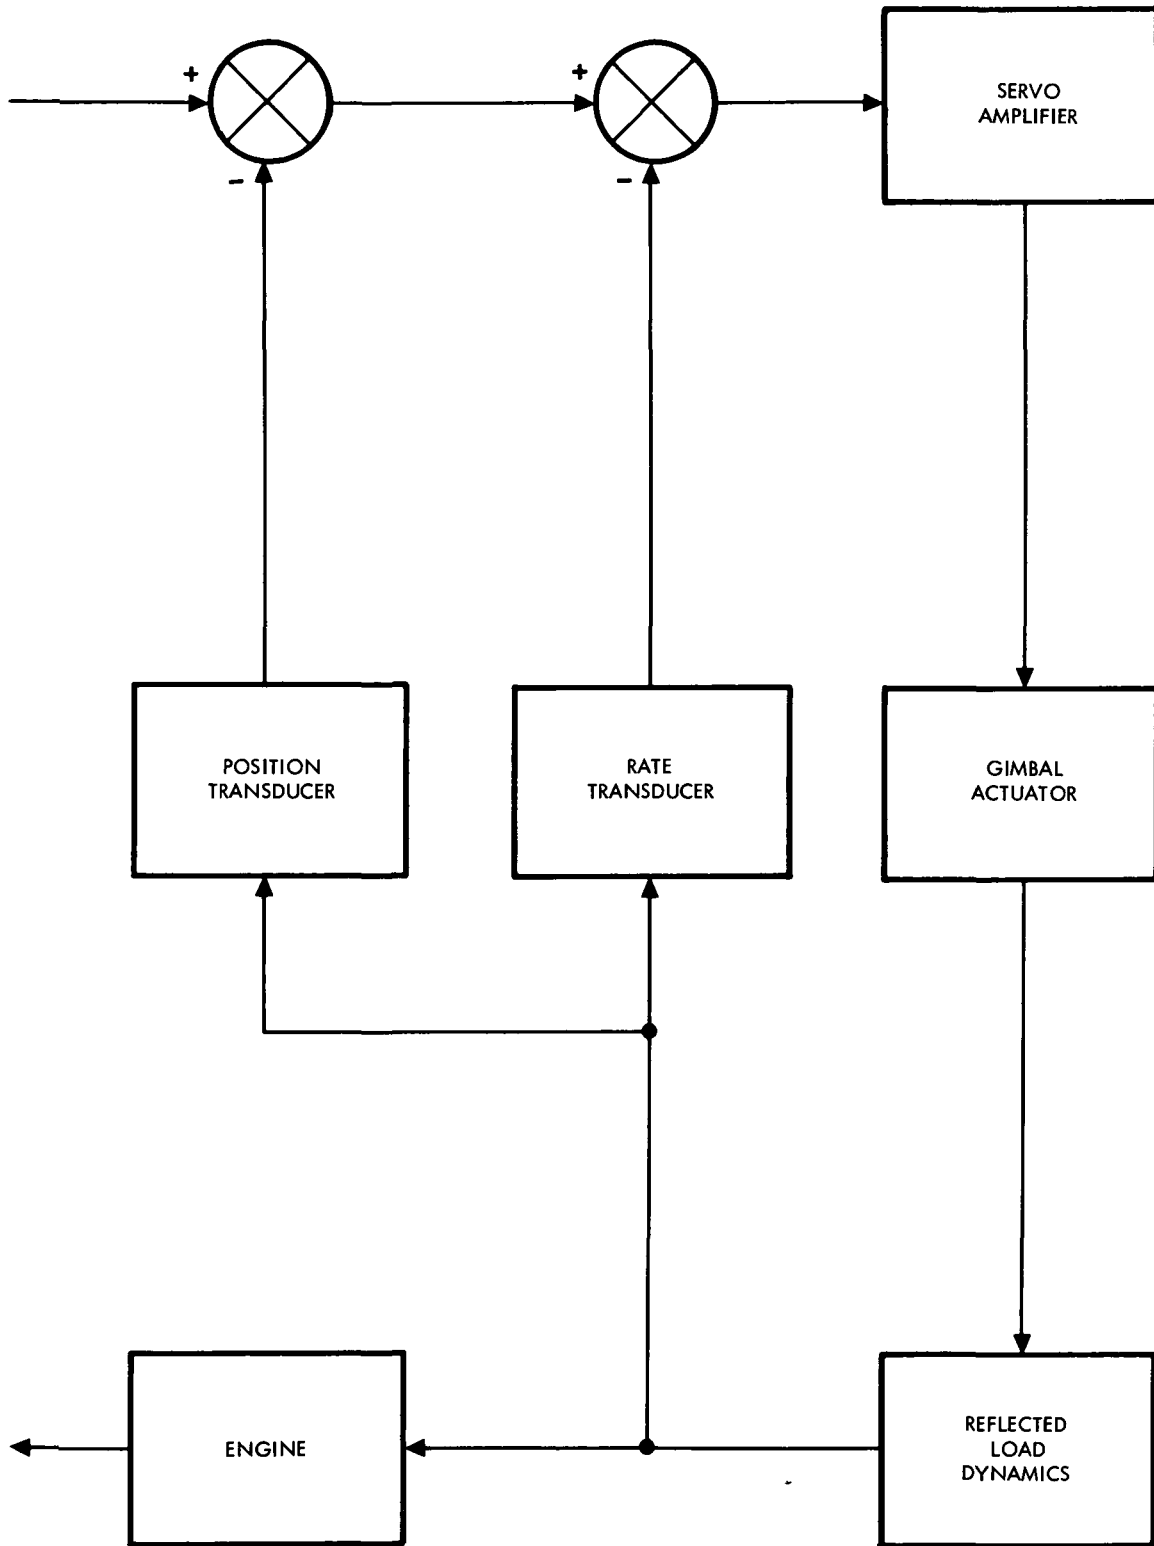 +
+
SERVO
AMPLIFIER
-
-
POSITION
TRANSDUCER
RATE
TRANSDUCER
GIMBAL
ACTUATOR
ENGINE
REFLECTED
LOAD
DYNAMICS